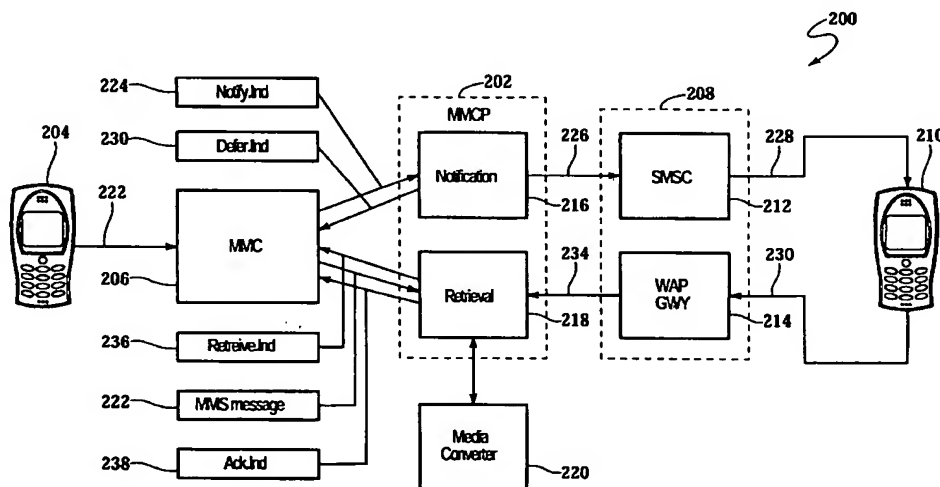 200
224
Notify.Ind
202
208
230
Defer.Ind
MMCP
204
226
228
210
222
Notification
SMSC
MMC
216
212
206
234
230
Retrieval
WAP
GWY
236
Retreive.Ind
218
214
222
MMS message
238
Ack.Ind
Media
Converter
220